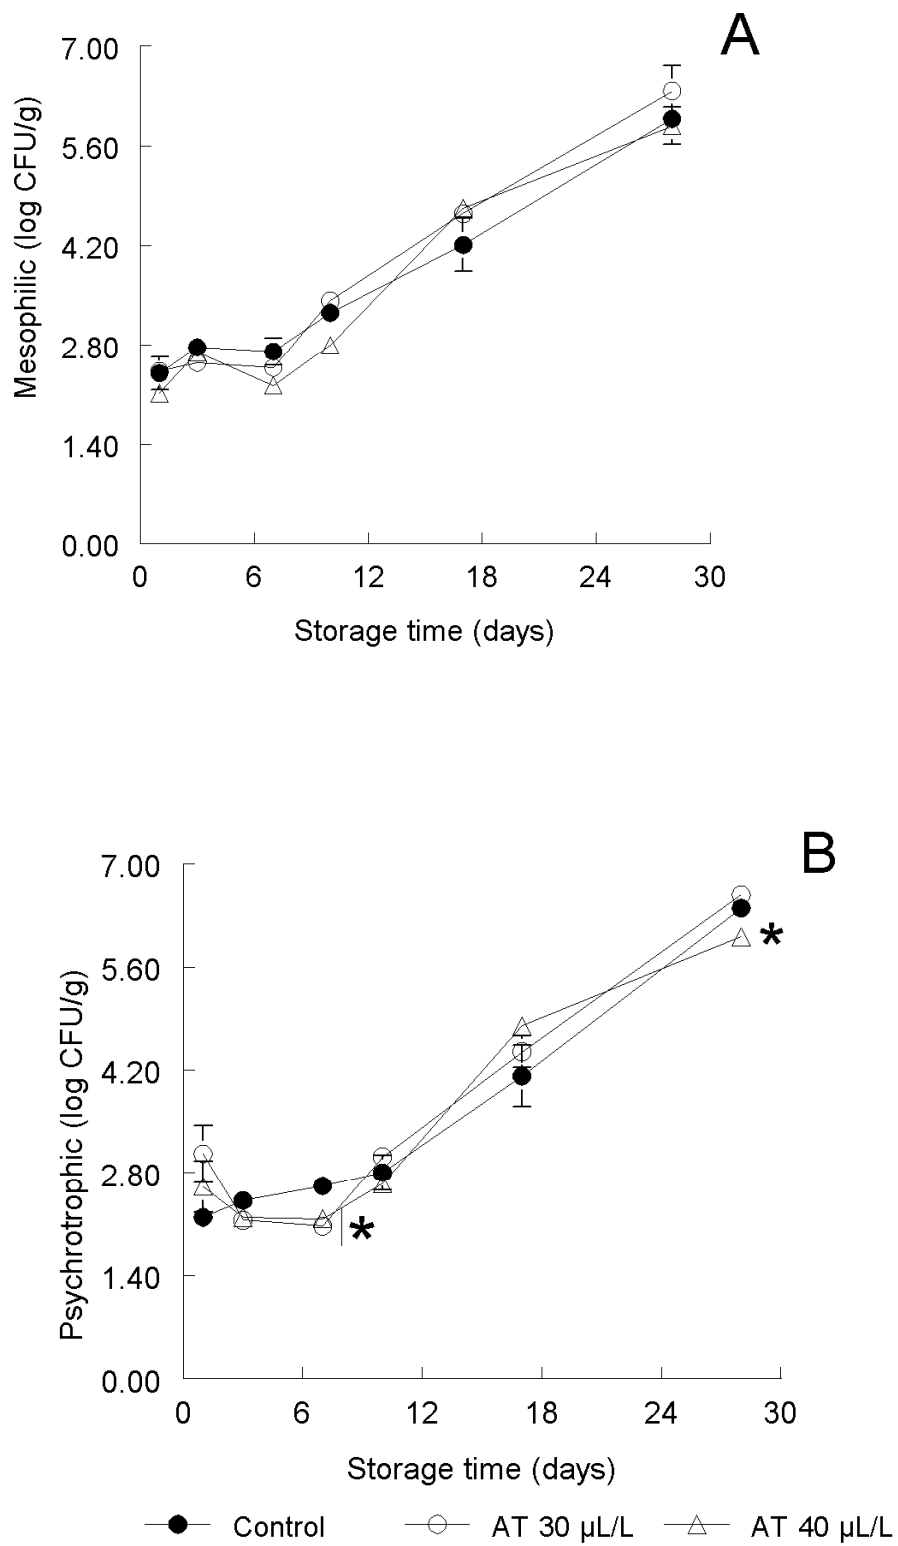 A
7.00
5.60
4.20
2.80
1.40
0.00
Mesophilic (log CFU/g)
0 6 12 18 24 30
Storage time (days)
B
7.00
5.60
4.20
2.80
1.40
0.00
Psychrotrophic (log CFU/g)
*
*
0 6 12 18 24 30
Storage time (days)
Control AT 30 µL/L AT 40 µL/L